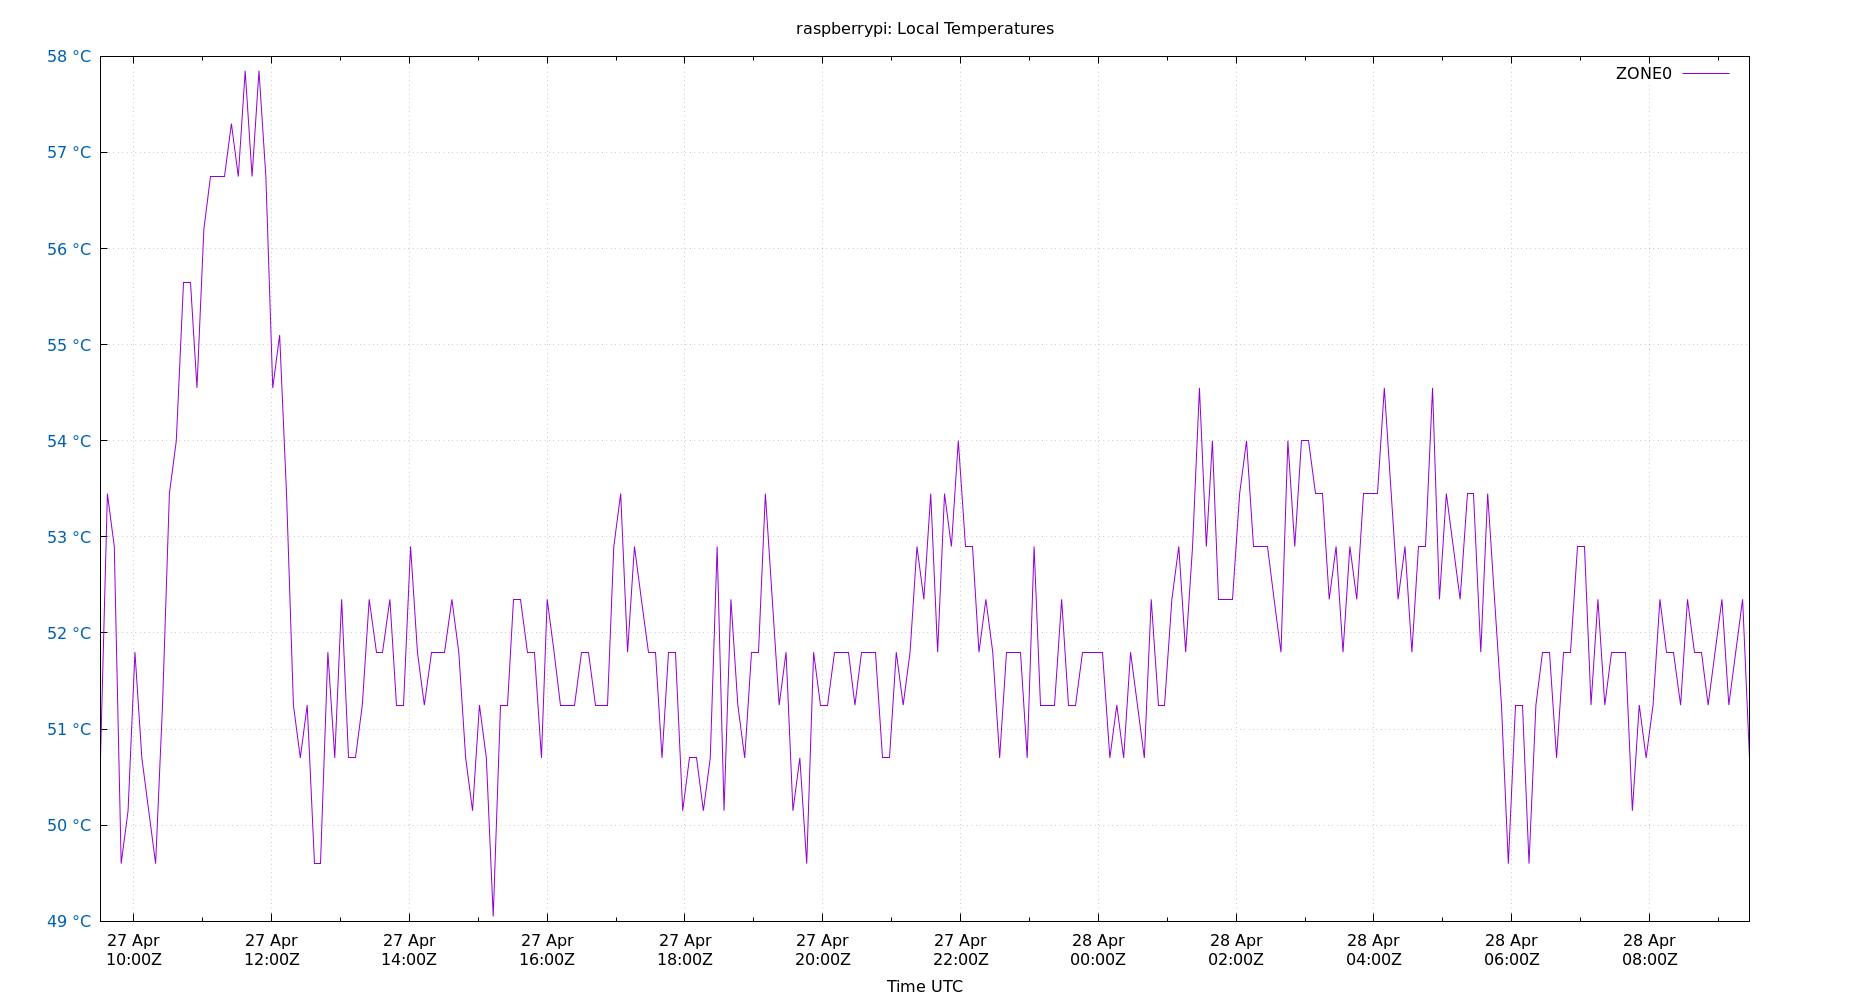 raspberrypi: Local Temperatures
ZONE0
58 °C
57 °C
56 °C
55 °C
54 °C
53 °C
52 °C
51 °C
50 °C
49 °C
27 Apr 27 Apr 27 Apr 27 Apr 27 Apr 27 Apr 27 Apr 28 Apr 28 Apr 28 Apr 28 Apr 28 Apr
10:00Z 12:00Z 14:00Z 16:00Z 18:00Z 20:00Z 22:00Z 00:00Z 02:00Z 04:00Z 06:00Z 08:00Z
Time UTC